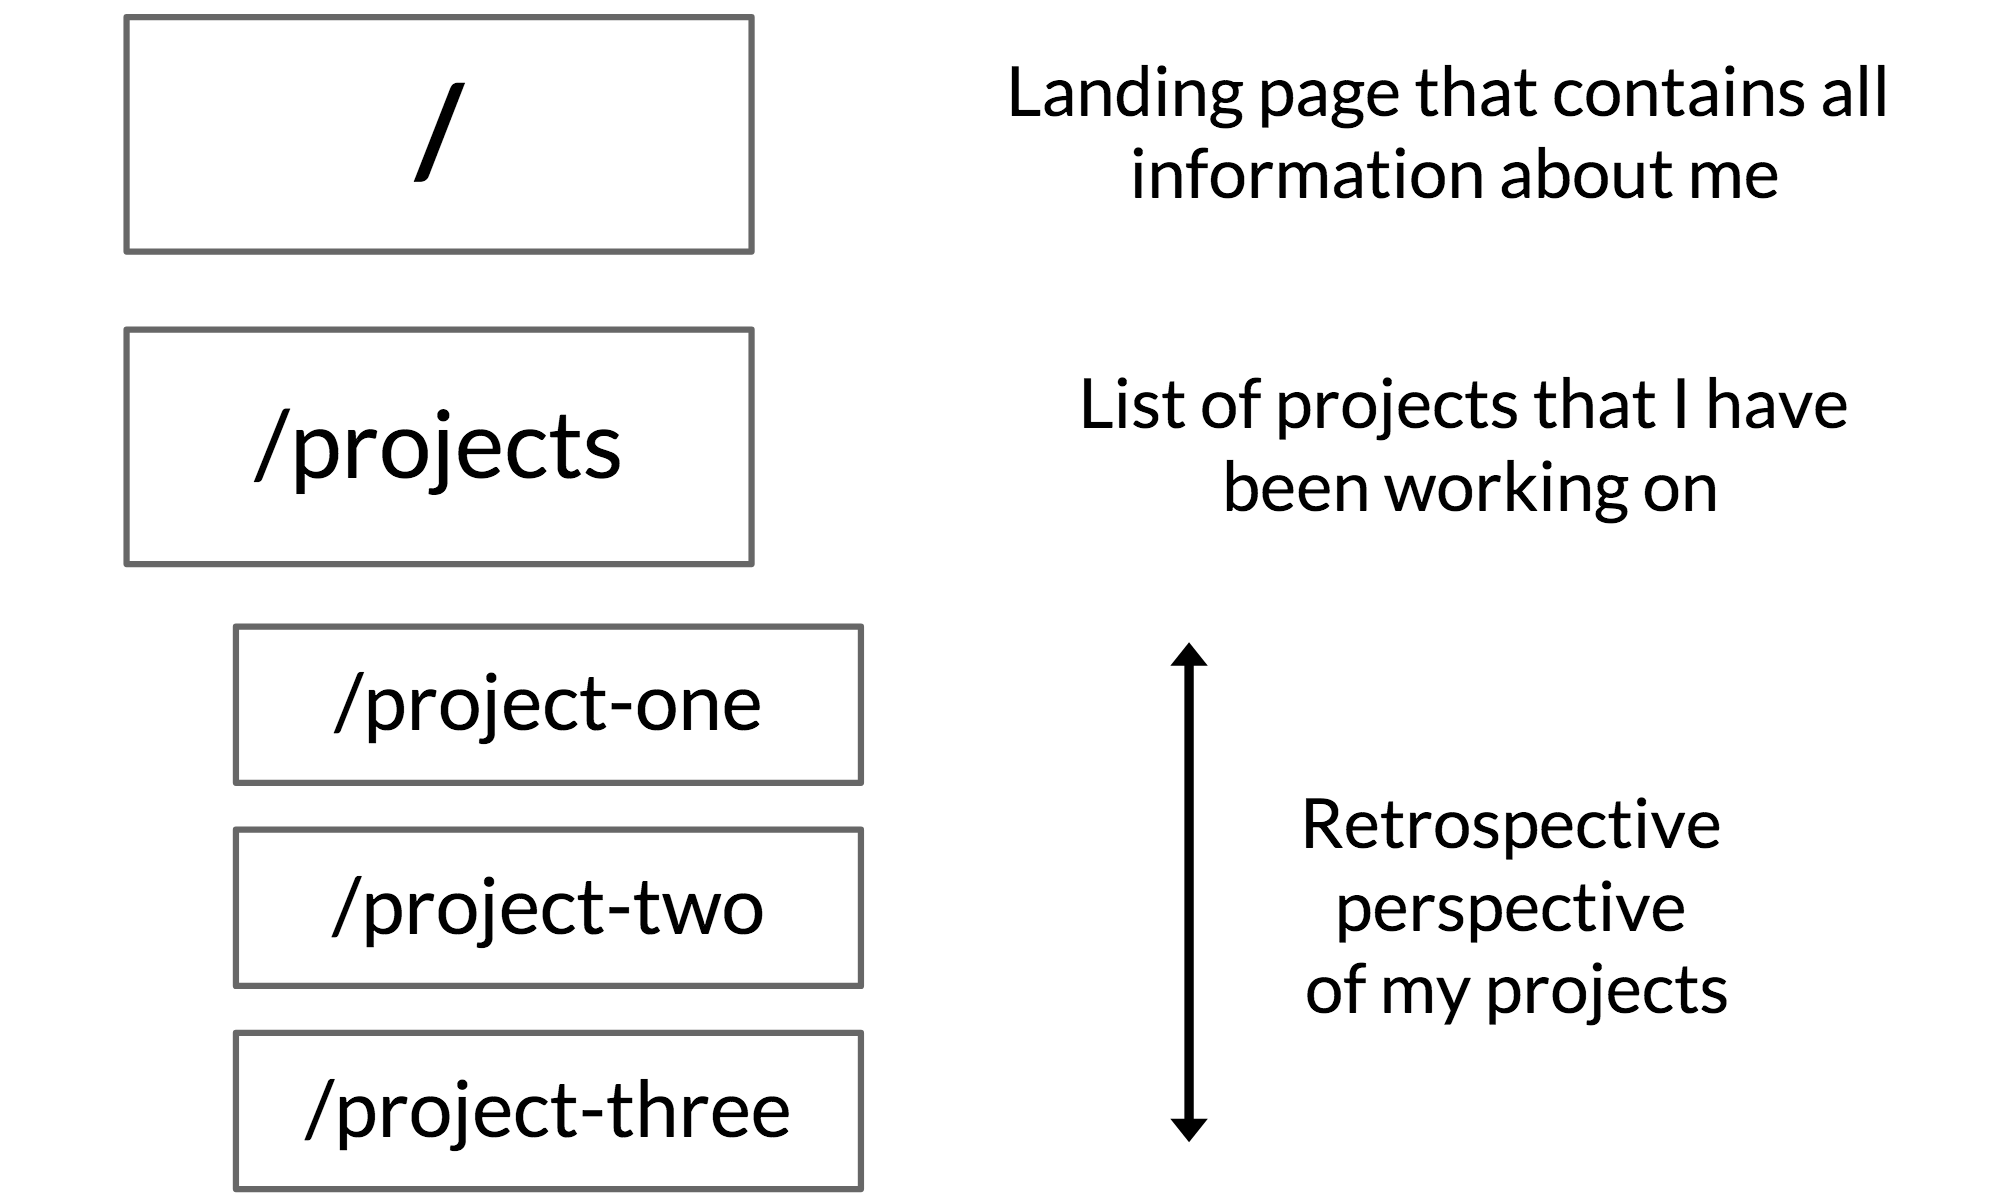 /
Landing page that contains all
information about me
/projects
List of projects that I have
been working on
/project-one
/project-two
/project-three
Retrospective
perspective
of my projects